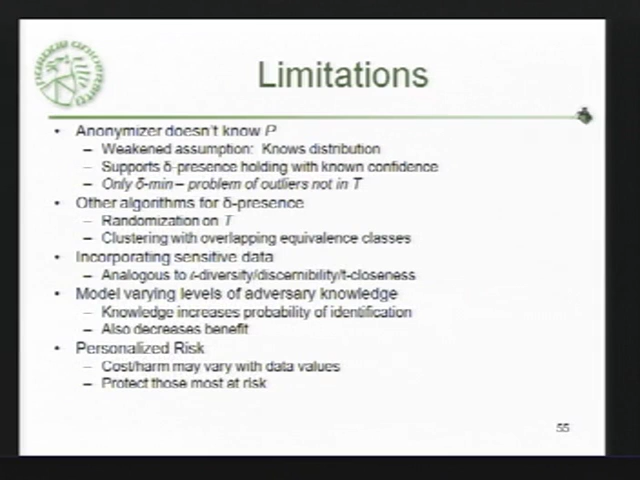 Limitations
• Anonymizer doesn't know P
– Weakened assumption: Knows distribution
– Supports δ-presence holding with known confidence
– Only δ-min – problem of outliers not in T
• Other algorithms for δ-presence
– Randomization on T
– Clustering with overlapping equivalence classes
• Incorporating sensitive data
– Analogous to ℓ-diversity/discernibility/t-closeness
• Model varying levels of adversary knowledge
– Knowledge increases probability of identification
– Also decreases benefit
• Personalized Risk
– Cost/harm may vary with data values
– Protect those most at risk
55